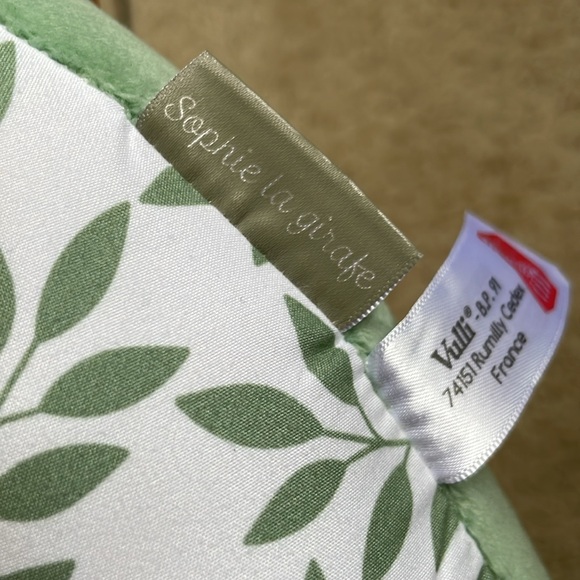 Sophie la girafe
Vulli® - B.P. 91
74151 Rumilly Cedex
France